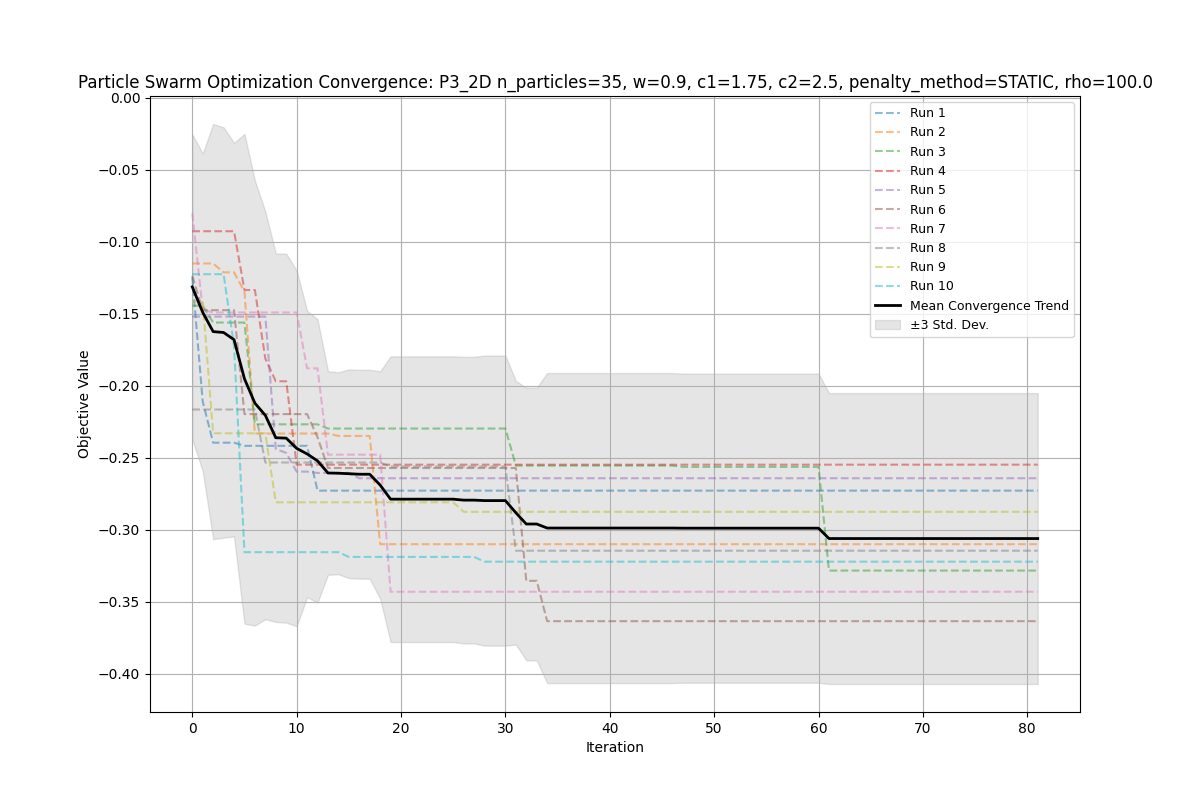 Particle Swarm Optimization Convergence: P3_2D n_particles=35, w=0.9, c1=1.75, c2=2.5, penalty_method=STATIC, rho=100.0
0.00
−0.05
−0.10
−0.15
−0.20
−0.25
−0.30
−0.35
−0.40
Objective Value
Run 1
Run 2
Run 3
Run 4
Run 5
Run 6
Run 7
Run 8
Run 9
Run 10
Mean Convergence Trend
±3 Std. Dev.
0 10 20 30 40 50 60 70 80
Iteration